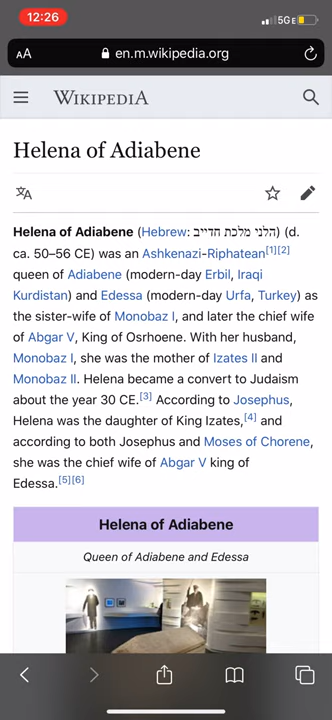 12:26
5GE
AA
en.m.wikipedia.org
WIKIPEDIA
Helena of Adiabene
Helena of Adiabene (Hebrew: הלני מלכת חדייב) (d.
ca. 50–56 CE) was an Ashkenazi-Riphatean[1][2]
queen of Adiabene (modern-day Erbil, Iraqi
Kurdistan) and Edessa (modern-day Urfa, Turkey) as
the sister-wife of Monobaz I, and later the chief wife
of Abgar V, King of Osrhoene. With her husband,
Monobaz I, she was the mother of Izates II and
Monobaz II. Helena became a convert to Judaism
about the year 30 CE.[3] According to Josephus,
Helena was the daughter of King Izates,[4] and
according to both Josephus and Moses of Chorene,
she was the chief wife of Abgar V king of
Edessa.[5][6]
Helena of Adiabene
Queen of Adiabene and Edessa